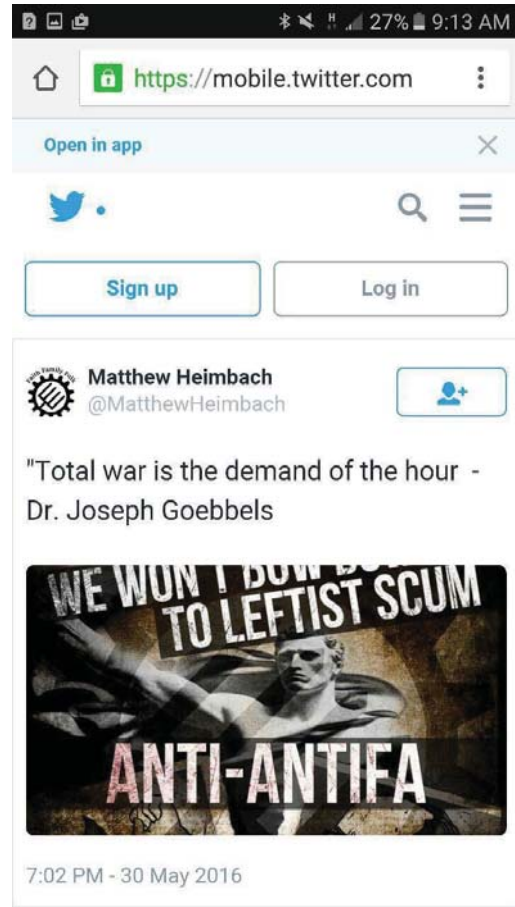 27% 9:13 AM
https://mobile.twitter.com
Open in app
Sign up
Log in
Matthew Heimbach
@MatthewHeimbach
"Total war is the demand of the hour -
Dr. Joseph Goebbels
WE WON'T BOW
TO LEFTIST SCUM
ANTI-ANTIFA
7:02 PM - 30 May 2016